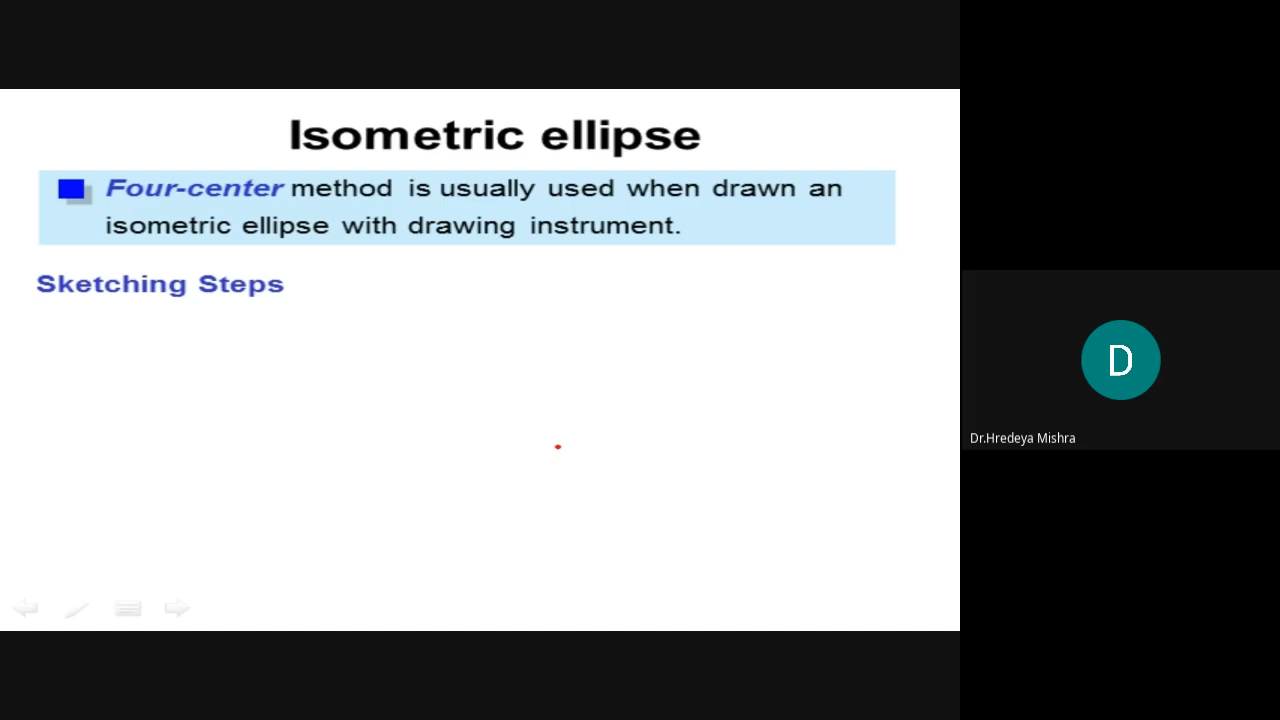 Isometric ellipse
Four-center method is usually used when drawn an
isometric ellipse with drawing instrument.
Sketching Steps
D
Dr.Hredeya Mishra